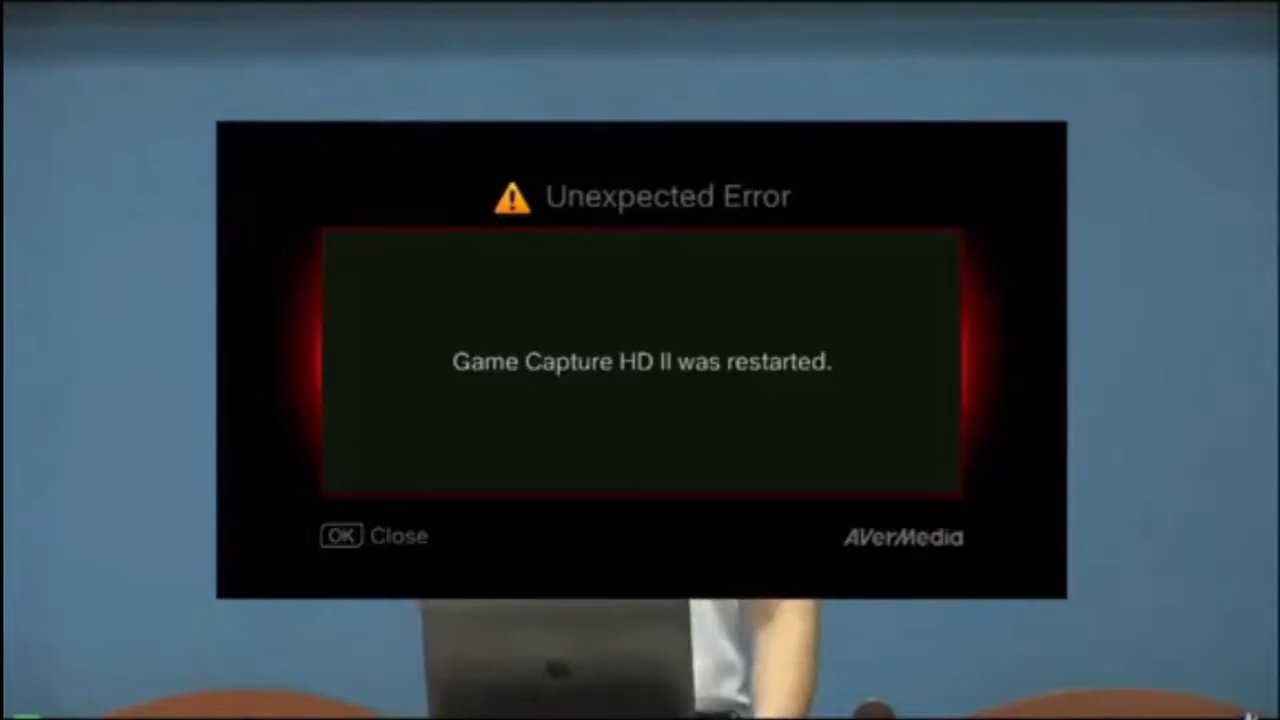 Unexpected Error
Game Capture HD II was restarted.
OK Close
AVerMedia